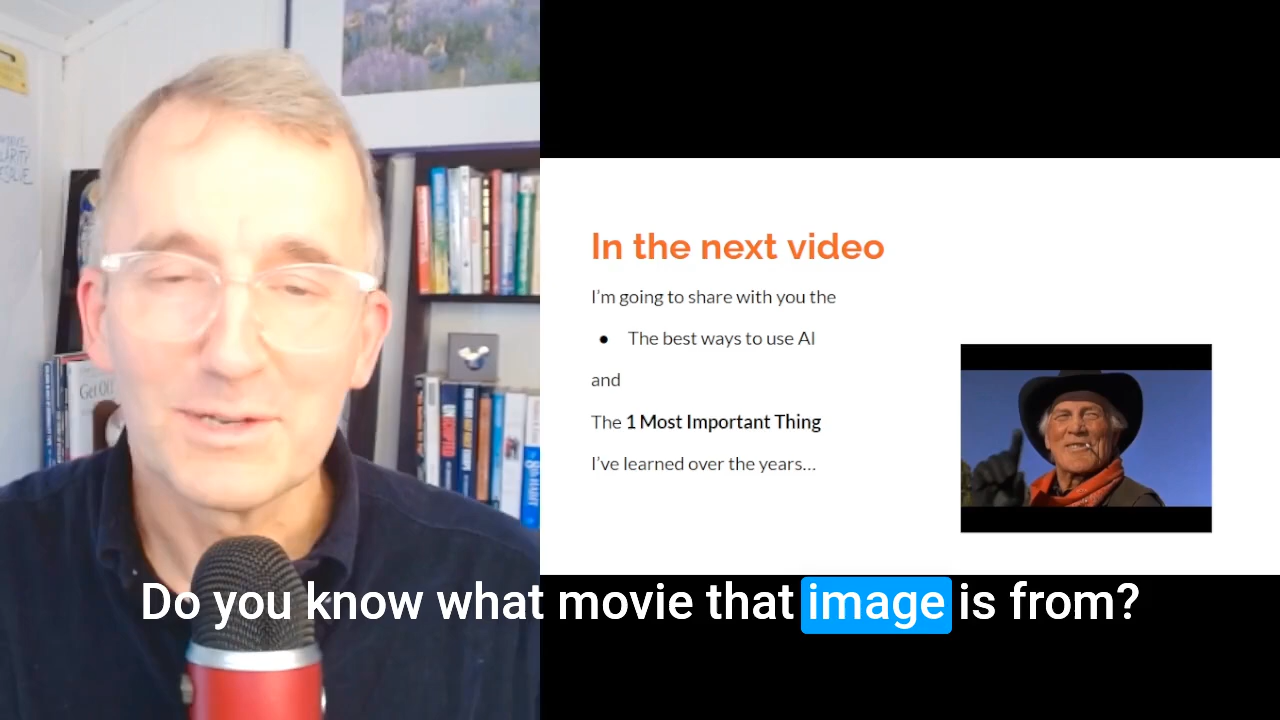 In the next video
I'm going to share with you the
● The best ways to use AI
and
The 1 Most Important Thing
I've learned over the years...
Do you know what movie that image is from?